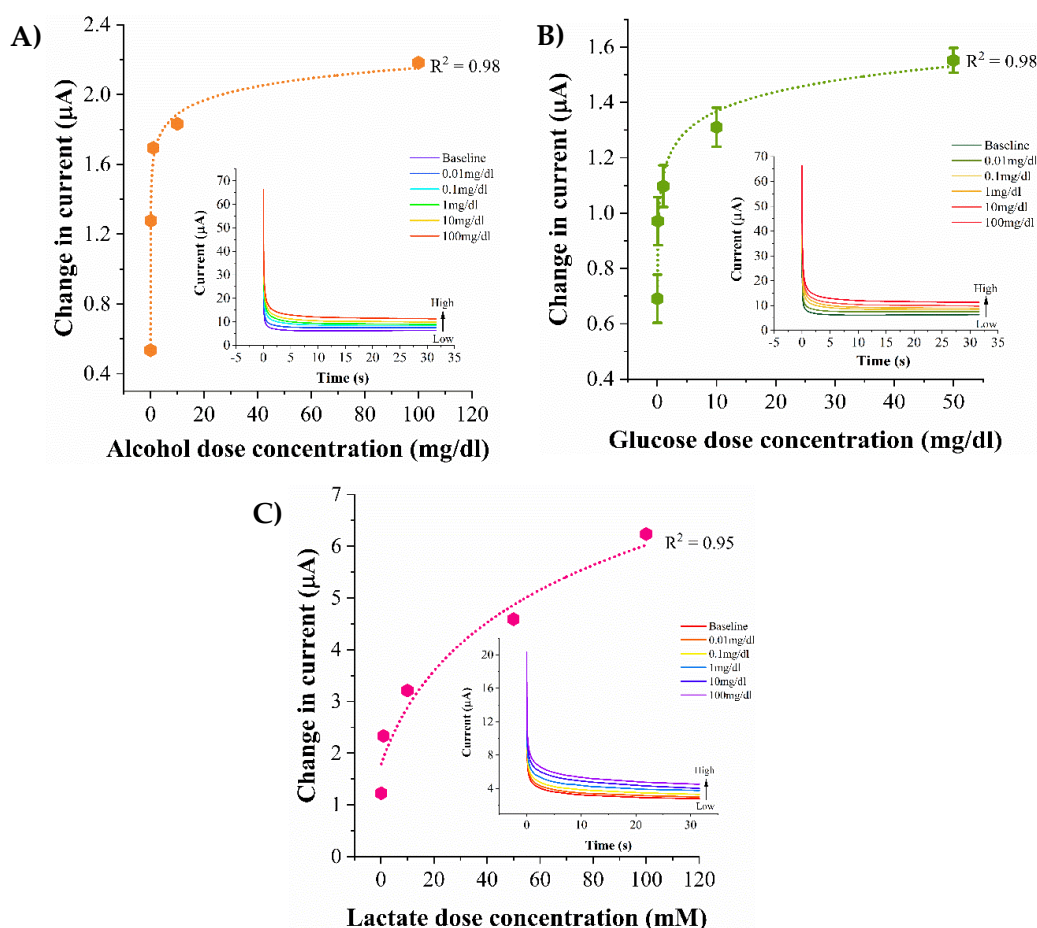 A)
Change in current (µA)
2.4
2.0
1.6
1.2
0.8
0.4
R² = 0.98
Current (µA)
75
70
60
50
40
30
20
10
0
Baseline
0.01mg/dl
0.1mg/dl
1mg/dl
10mg/dl
100mg/dl
High
Low
-5 0 5 10 15 20 25 30 35
Time (s)
0 20 40 60 80 100 120
Alcohol dose concentration (mg/dl)
B)
Change in current (µA)
1.6
1.4
1.2
1.0
0.8
0.6
0.4
R² = 0.98
Current (µA)
70
60
50
40
30
20
10
0
Baseline
0.01mg/dl
0.1mg/dl
1mg/dl
10mg/dl
100mg/dl
High
Low
-5 0 5 10 15 20 25 30 35
Time (s)
0 10 20 30 40 50
Glucose dose concentration (mg/dl)
C)
Change in current (µA)
7
6
5
4
3
2
1
0
R² = 0.95
Current (µA)
20
16
12
8
4
Baseline
0.01mg/dl
0.1mg/dl
1mg/dl
10mg/dl
100mg/dl
High
Low
0 10 20 30
Time (s)
0 20 40 60 80 100 120
Lactate dose concentration (mM)